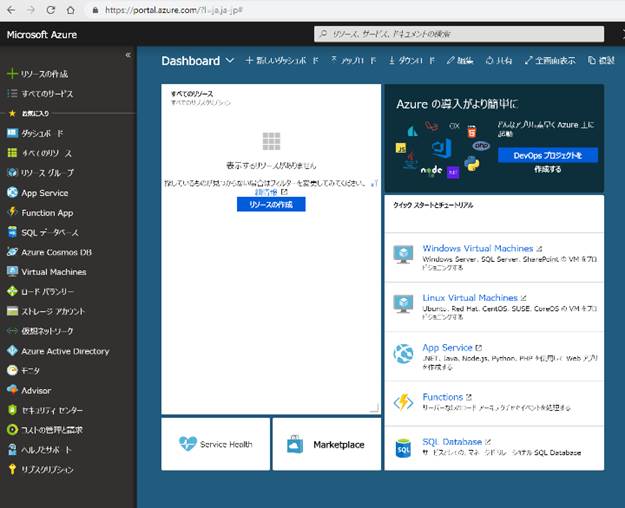 https://portal.azure.com/?l=ja.ja-jp#
Microsoft Azure
リソース、サービス、ドキュメントの検索
«
リソースの作成
すべてのサービス
お気に入り
ダッシュボード
すべてのリソース
リソース グループ
App Service
Function App
SQL データベース
Azure Cosmos DB
Virtual Machines
ロード バランサー
ストレージ アカウント
仮想ネットワーク
Azure Active Directory
モニタ
Advisor
セキュリティ センター
コストの管理と請求
ヘルプとサポート
サブスクリプション
Dashboard
新しいダッシュボード
アップロード
ダウンロード
編集
共有
全画面表示
複製
すべてのリソース
すべてのサブスクリプション
表示するリソースがありません
探しているものが見つからない場合はフィルターを変更してみてください。
リソースの作成
Service Health
Marketplace
Azure の導入がより簡単に
どんなアプリも素早く Azure 上に
起動
DevOps プロジェクトを
作成する
JS
php
node
クイック スタートとチュートリアル
Windows Virtual Machines
Windows Server、SQL Server、SharePoint の VM をプロ
ビジョニングする
Linux Virtual Machines
Ubuntu、Red Hat、CentOS、SUSE、CoreOS の VM をプ
ロビジョニングする
App Service
.NET、Java、Node.js、Python、PHP を使用して Web アプリ
を作成する
Functions
サーバーなしのコード アーキテクチャでイベントを処理する
SQL Database
サービスとしての、マネージド リレーショナル SQL Database